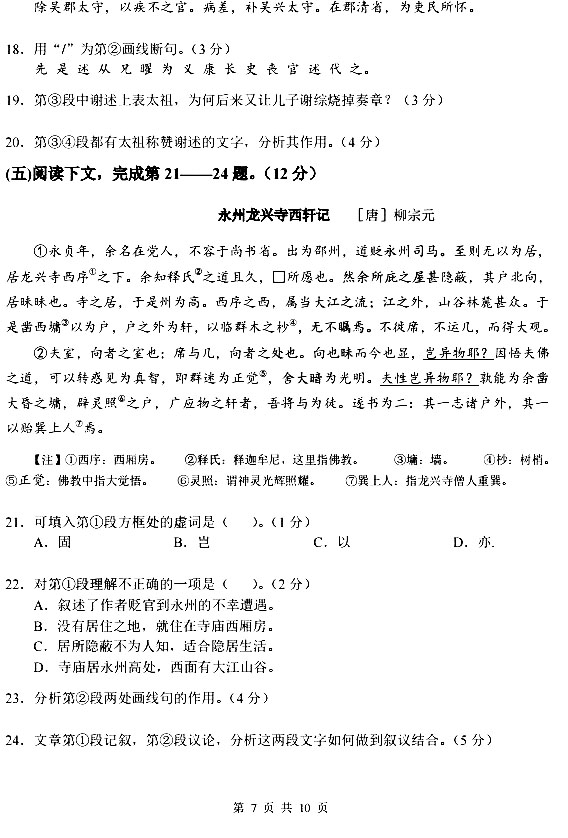 除吴郡太守，以疾不之官。病差，补吴兴太守。在郡清省，为吏民所怀。
18．用“/”为第②画线断句。（3 分）
先 是 述 从 兄 曜 为 义 康 长 史 丧 官 述 代 之。
19．第③段中谢述上表太祖，为何后来又让儿子谢综烧掉奏章？（3 分）
20．第③④段都有太祖称赞谢述的文字，分析其作用。（4 分）
(五)阅读下文，完成第 21——24 题。（12 分）
永州龙兴寺西轩记 ［唐］柳宗元
①永贞年，余名在党人，不容于尚书省。出为邵州，道贬永州司马。至则无以为居，
居龙兴寺西序①之下。余知释氏②之道且久，□所愿也。然余所庇之屋甚隐蔽，其户北向，
居昧昧也。寺之居，于是州为高。西序之西，属当大江之流；江之外，山谷林麓甚众。于
是凿西墉③以为户，户之外为轩，以临群木之杪④，无不瞩焉。不徙席，不运几，而得大观。
②夫室，向者之室也；席与几，向者之处也。向也昧而今也显，岂异物耶？因悟夫佛
之道，可以转惑见为真智，即群迷为正觉⑤，舍大暗为光明。夫性岂异物耶？孰能为余凿
大昏之墉，辟灵照⑥之户，广应物之轩者，吾将与为徒。遂书为二：其一志诸户外，其一
以贻巽上人⑦焉。
【注】①西序：西厢房。 ②释氏：释迦牟尼，这里指佛教。 ③墉：墙。 ④杪：树梢。
⑤正觉：佛教中指大觉悟。 ⑥灵照：谓神灵光辉照耀。 ⑦巽上人：指龙兴寺僧人重巽。
21．可填入第①段方框处的虚词是（ ）。（1 分）
A．固 B．岂 C．以 D．亦.
22．对第①段理解不正确的一项是（ ）。（2 分）
A．叙述了作者贬官到永州的不幸遭遇。
B．没有居住之地，就住在寺庙西厢房。
C．居所隐蔽不为人知，适合隐居生活。
D．寺庙居永州高处，西面有大江山谷。
23．分析第②段两处画线句的作用。（4 分）
24．文章第①段记叙，第②段议论，分析这两段文字如何做到叙议结合。（5 分）
第 7 页 共 10 页